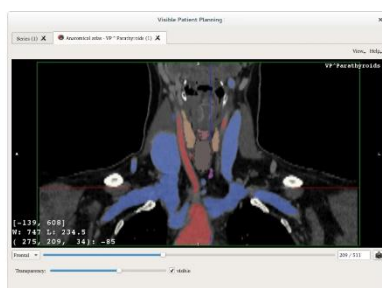 Visible Patient Planning
Series (1) X Anatomical atlas - VP^Parathyroids (1) X
View Help
VP^Parathyroids
[-139, 608]
W: 747 L: 234.5
( 275, 209, 34): -85
Frontal 209 / 511
Transparency: visible